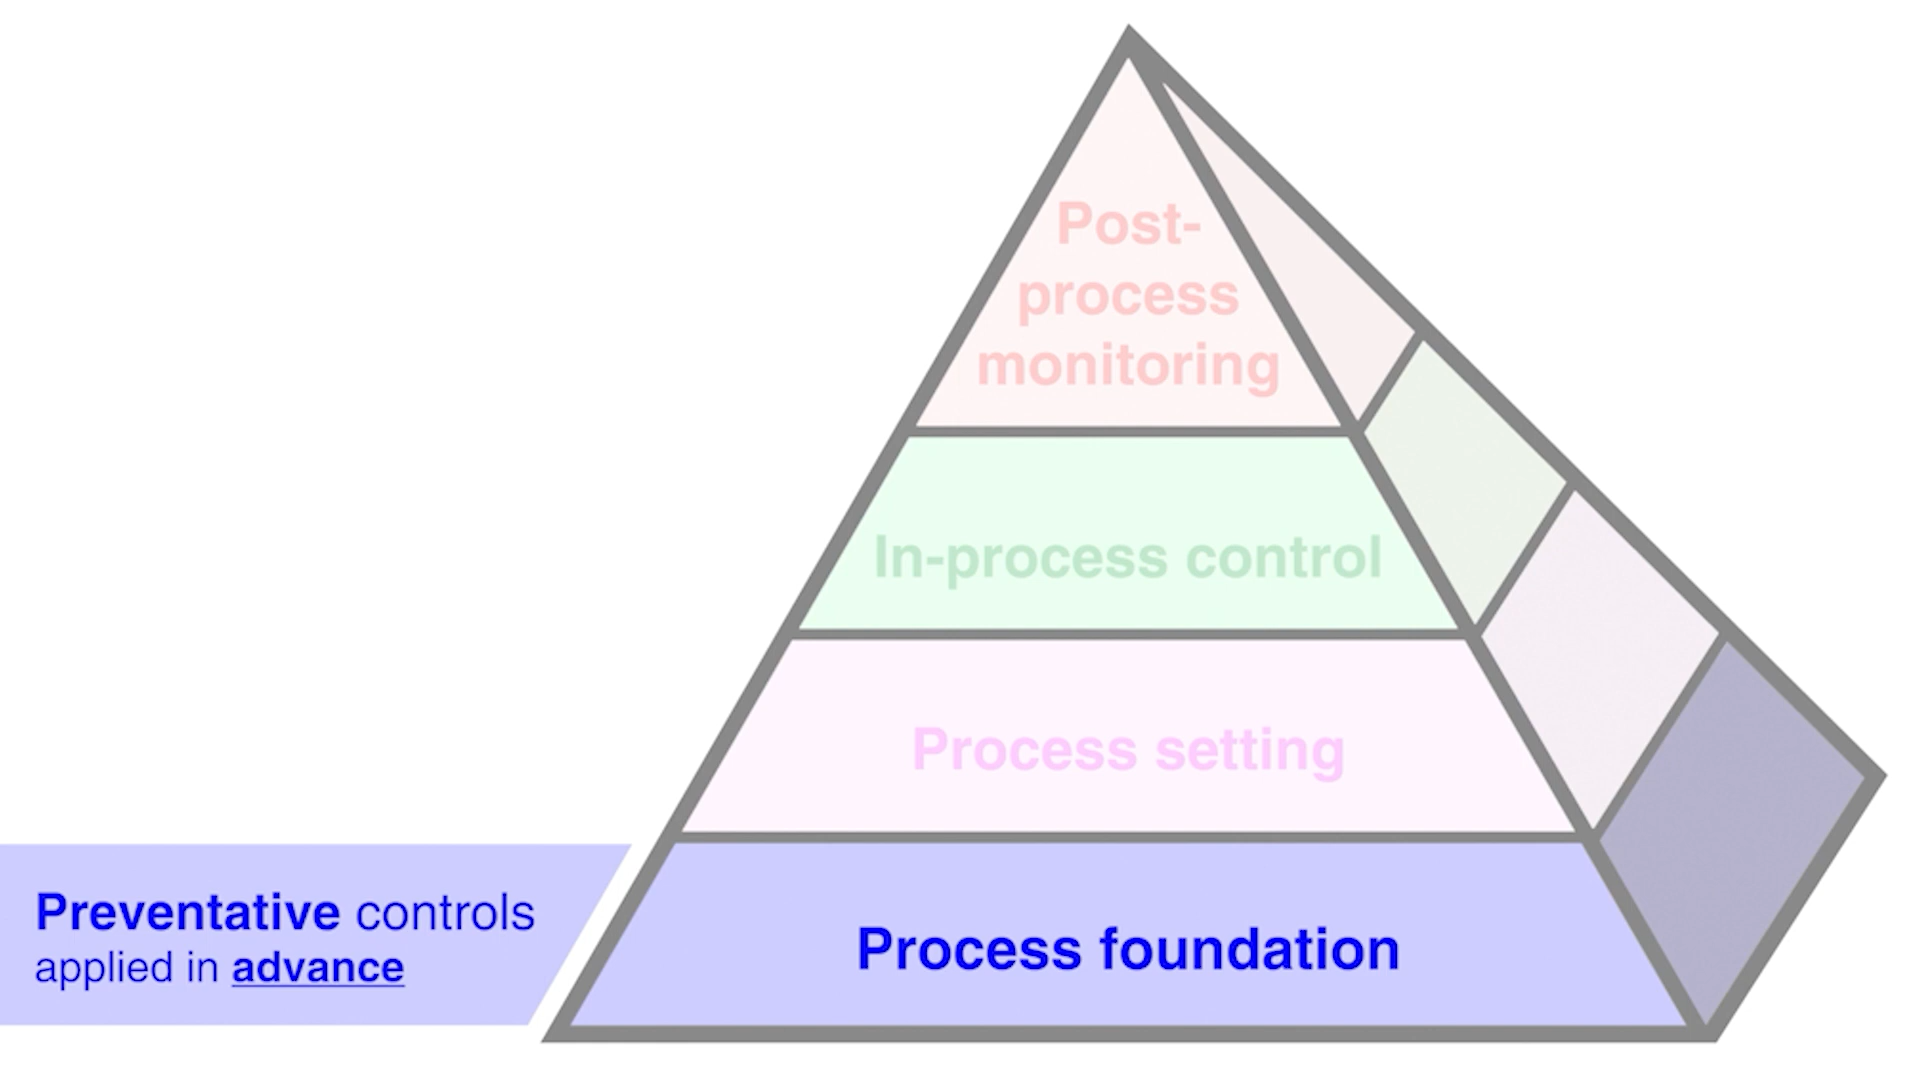 Post-
process
monitoring
In-process control
Process setting
Preventative controls
applied in advance
Process foundation